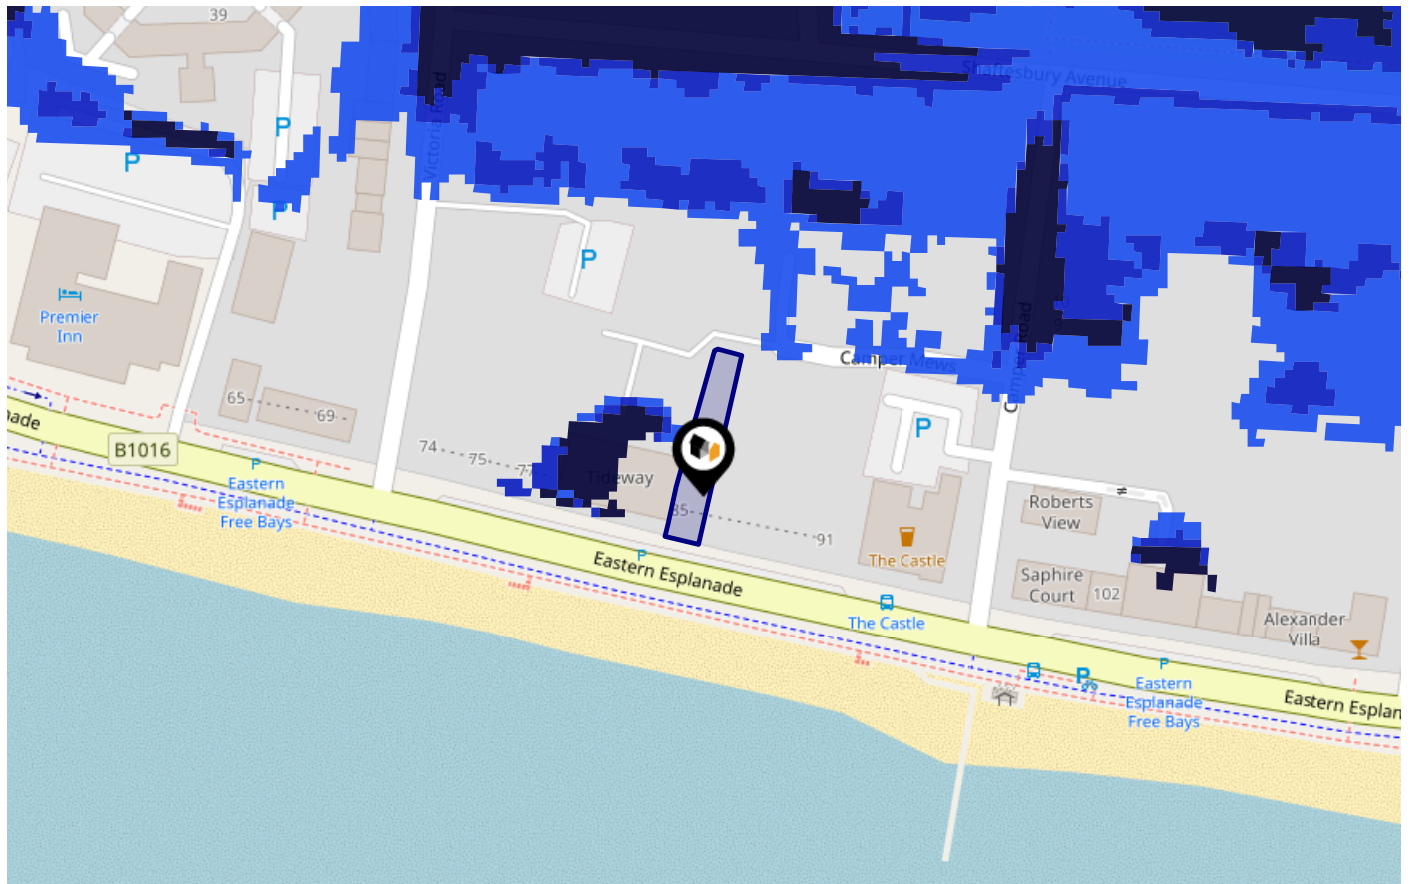 39
Shaftesbury Avenue
Victoria Road
P
P
P
P
Premier
Inn
Camper Mews
Camper Road
P
65
69
74
75
77
Tideway
85
91
nade
B1016
P
Eastern
Esplanade
Free Bays
P
Eastern Esplanade
The Castle
The Castle
Roberts
View
Saphire
Court
102
Alexander
Villa
P
P
Eastern
Esplanade
Free Bays
Eastern Esplan